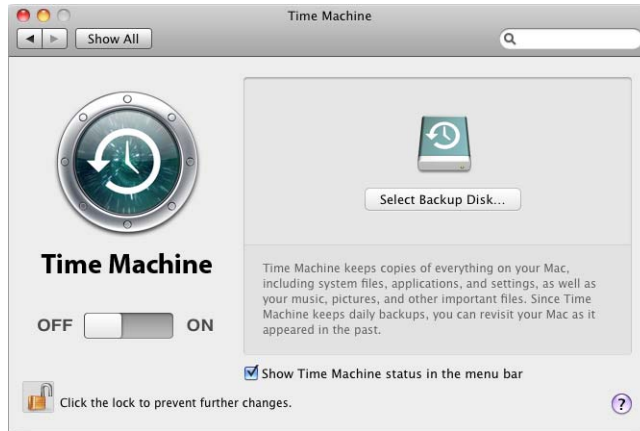 Time Machine
Show All
Select Backup Disk...
Time Machine
Time Machine keeps copies of everything on your Mac,
including system files, applications, and settings, as well as
your music, pictures, and other important files. Since Time
Machine keeps daily backups, you can revisit your Mac as it
appeared in the past.
OFF ON
Show Time Machine status in the menu bar
Click the lock to prevent further changes.
?